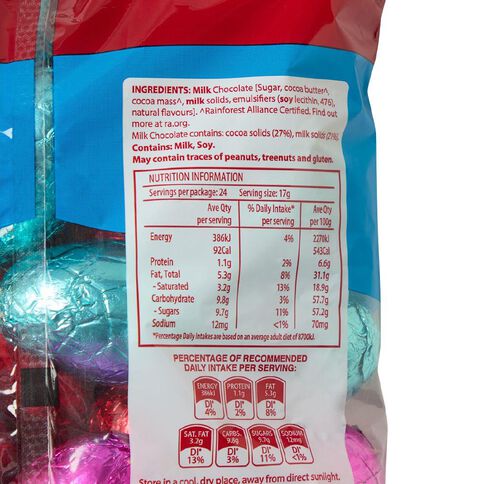 INGREDIENTS: Milk Chocolate [Sugar, cocoa butter^,
cocoa mass^, milk solids, emulsifiers (soy lecithin, 476),
natural flavours]. ^Rainforest Alliance Certified. Find out
more at ra.org.
Milk Chocolate contains: cocoa solids (27%), milk solids
Contains: Milk, Soy.
May contain traces of peanuts, treenuts and gluten.
NUTRITION INFORMATION
Servings per package: 24 Serving size: 17g
Ave Qty % Daily Intake* Ave Qty
per serving per serving per 100g
Energy 386kJ 4% 2270kJ
92Cal 543Cal
Protein 1.1g 2% 6.6g
Fat, Total 5.3g 8% 31.1g
- Saturated 3.2g 13% 18.9g
Carbohydrate 9.8g 3% 57.7g
- Sugars 9.7g 11% 57.2g
Sodium 12mg <1% 70mg
*Percentage Daily Intakes are based on an average adult diet of 8700kJ.
PERCENTAGE OF RECOMMENDED
DAILY INTAKE PER SERVING:
ENERGY PROTEIN FAT
386kJ 1.1g 5.3g
DI* DI* DI*
4% 2% 8%
SAT. FAT CARBS. SUGARS SODIUM
3.2g 9.8g 9.7g 12mg
DI* DI* DI* DI*
13% 3% 11% <1%
Store in a cool, dry place, away from direct sunlight.